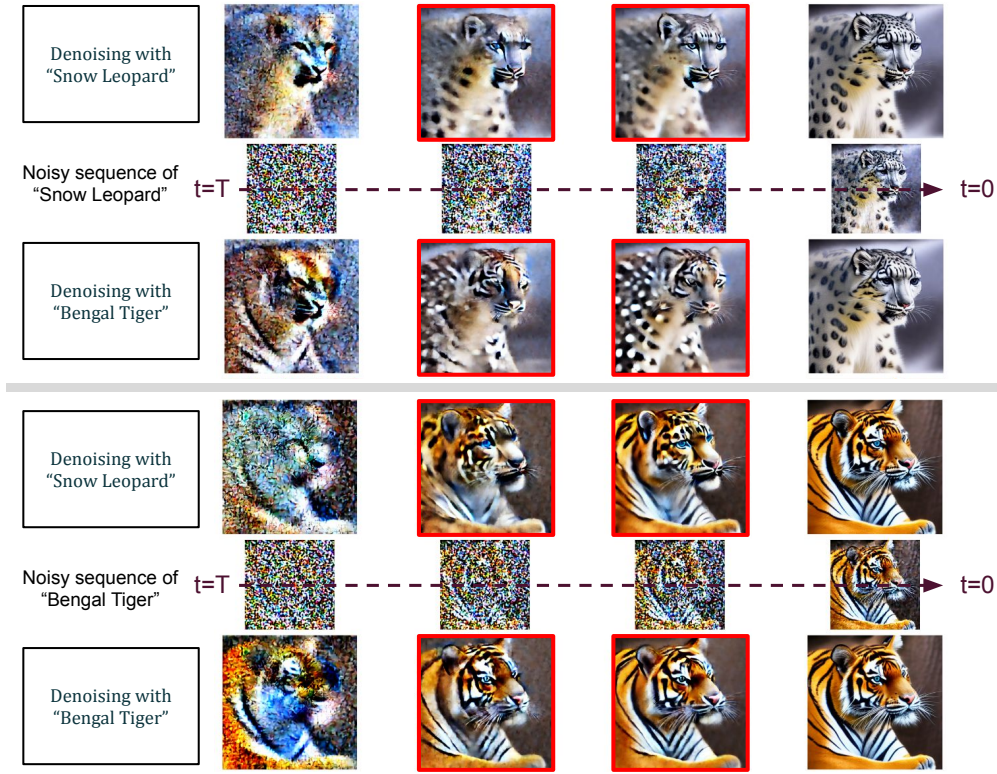 Denoising with
“Snow Leopard”
Noisy sequence of
“Snow Leopard”
t=T
t=0
Denoising with
“Bengal Tiger”
Denoising with
“Snow Leopard”
Noisy sequence of
“Bengal Tiger”
t=T
t=0
Denoising with
“Bengal Tiger”